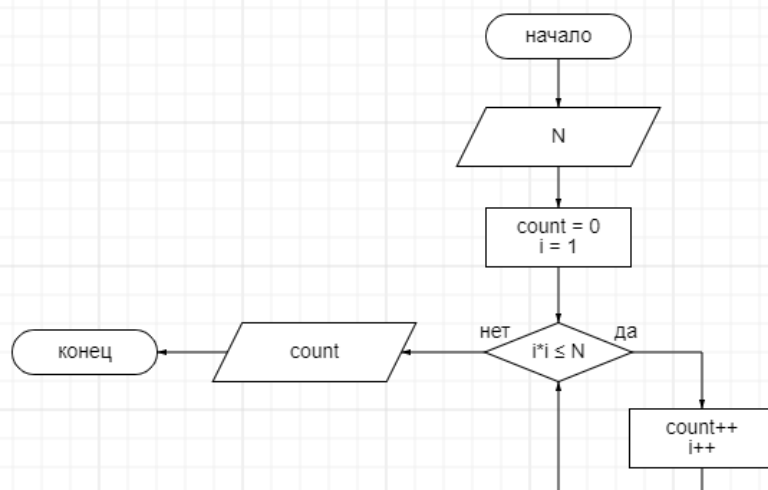 начало
N
count = 0
i = 1
нет
да
i*i ≤ N
count
конец
count++
i++